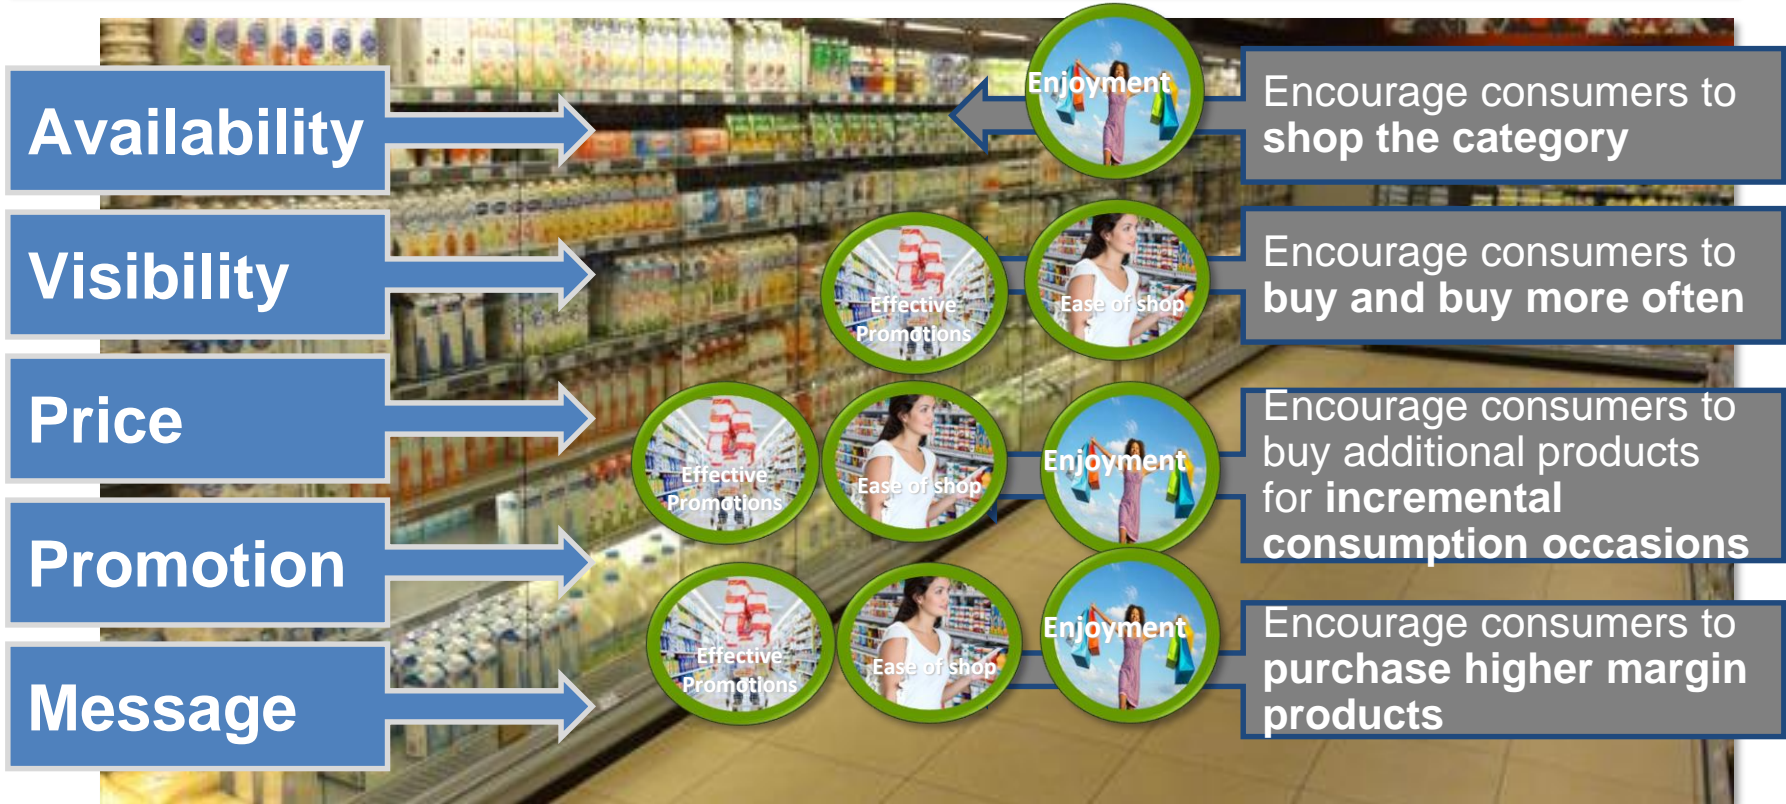 Availability
Visibility
Price
Promotion
Message
Enjoyment
Encourage consumers to
shop the category
Effective
Promotions
Ease of shop
Encourage consumers to
buy and buy more often
Effective
Promotions
Ease of shop
Enjoyment
Encourage consumers to
buy additional products
for incremental
consumption occasions
Effective
Promotions
Ease of shop
Enjoyment
Encourage consumers to
purchase higher margin
products